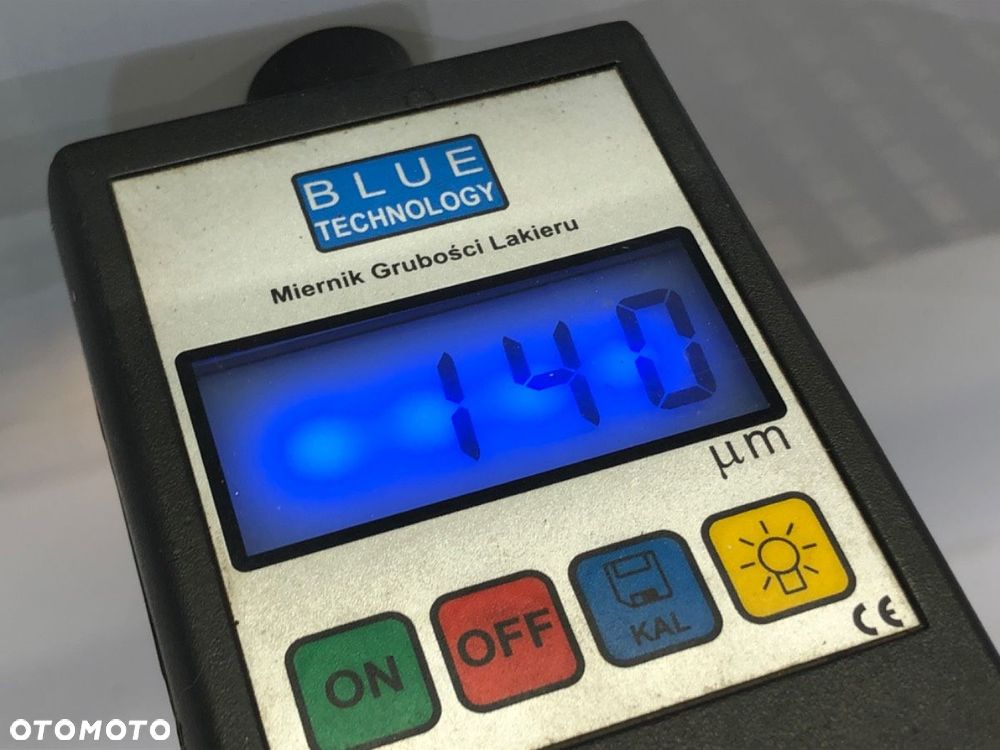 BLUE
TECHNOLOGY
Miernik Grubości Lakieru
140
μm
ON
OFF
KAL
CE
OTOMOTO